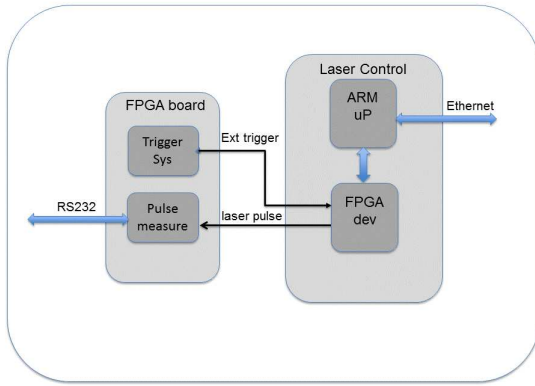 Laser Control
FPGA board
ARM
uP
Ethernet
Trigger
Sys
Ext trigger
RS232
Pulse
measure
laser pulse
FPGA
dev